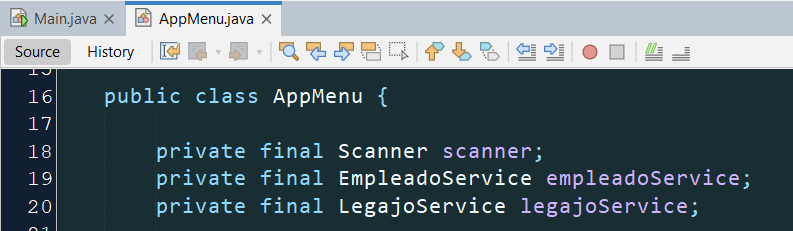 Main.java
AppMenu.java
Source
History
15
16 public class AppMenu {
17
18 private final Scanner scanner;
19 private final EmpleadoService empleadoService;
20 private final LegajoService legajoService;